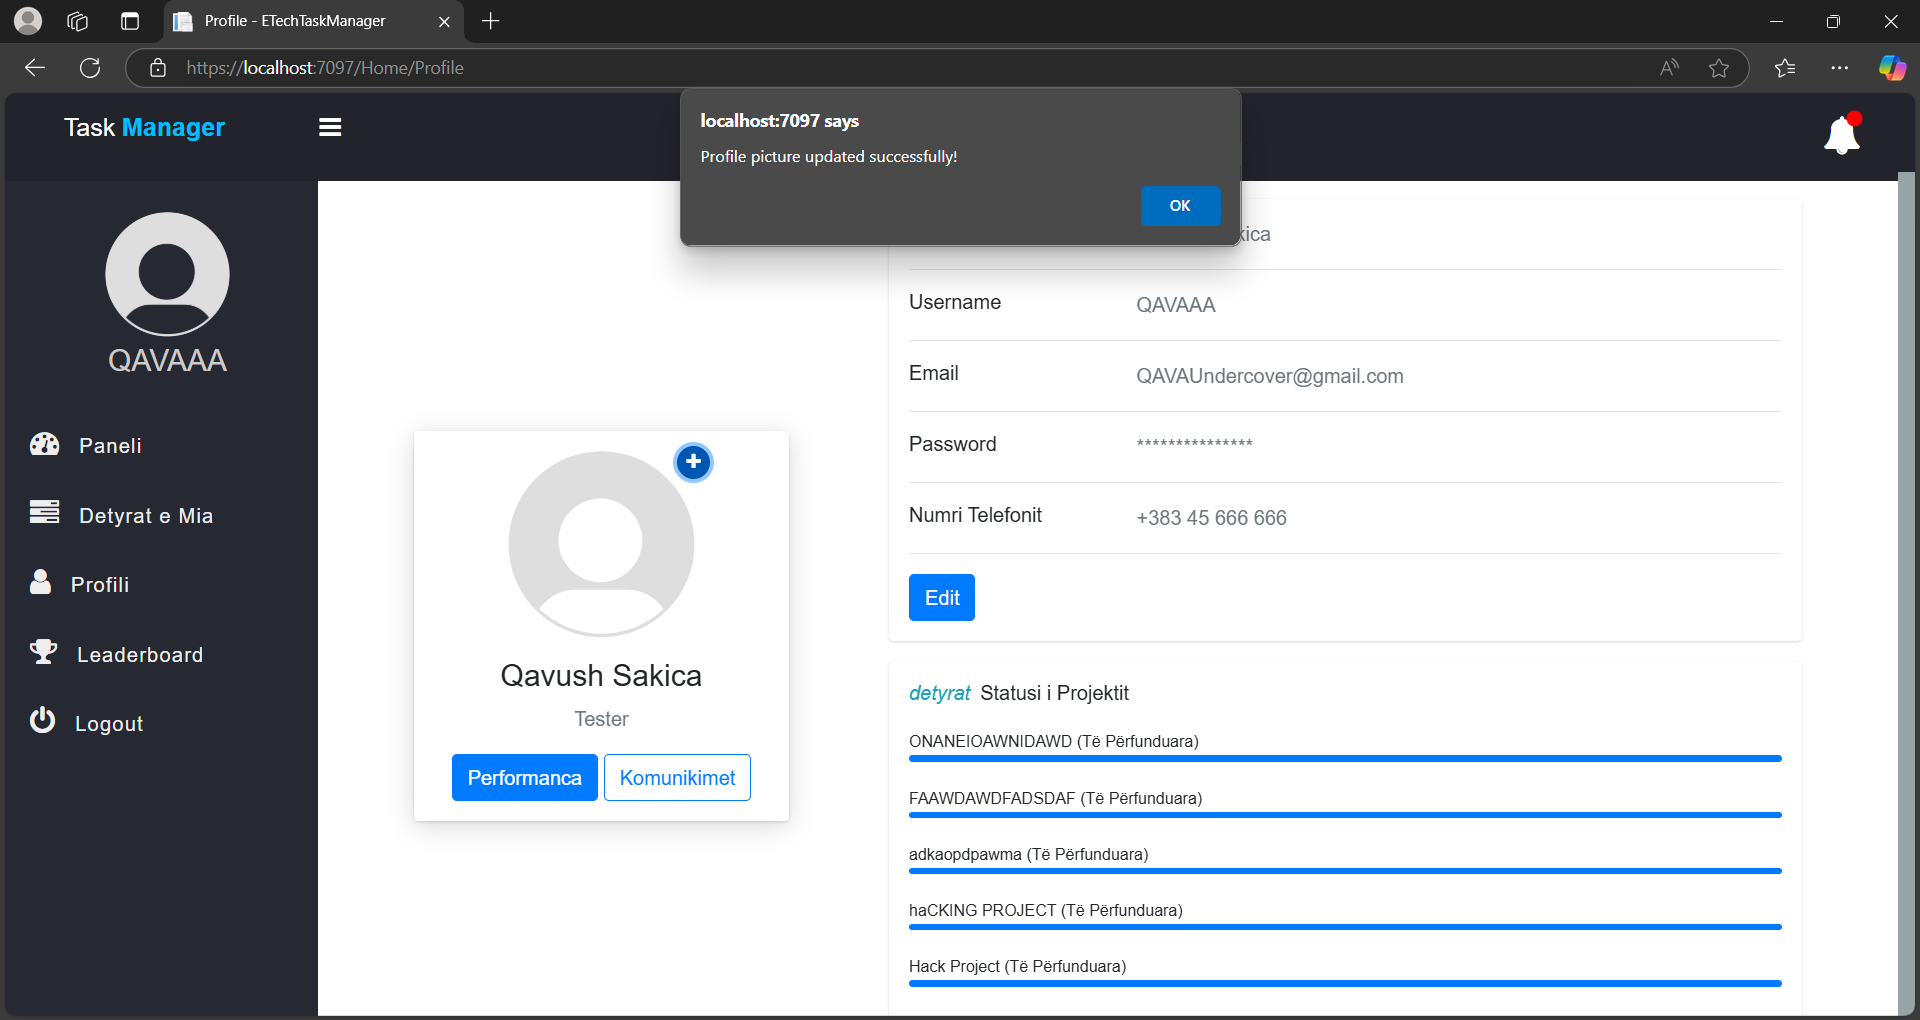 Profile - ETechTaskManager
https://localhost:7097/Home/Profile
Task Manager
localhost:7097 says
Profile picture updated successfully!
OK
QAVAAA
Paneli
Detyrat e Mia
Profili
Leaderboard
Logout
Qavush Sakica
Tester
Performanca
Komunikimet
Username
QAVAAA
Email
QAVAUndercover@gmail.com
Password
***************
Numri Telefonit
+383 45 666 666
Edit
detyrat Statusi i Projektit
ONANEIOAWNIDAWD (Të Përfunduara)
FAAWDAWDFADSDAF (Të Përfunduara)
adkaopdpawma (Të Përfunduara)
haCKING PROJECT (Të Përfunduara)
Hack Project (Të Përfunduara)